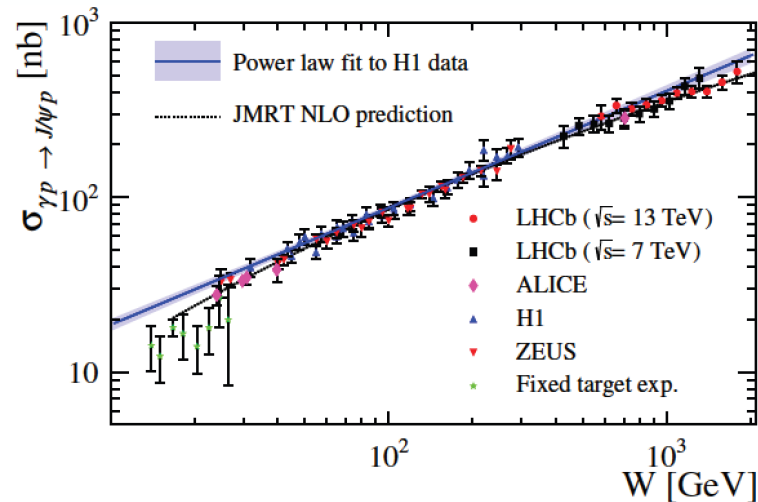 10³
σγp → J/ψp [nb]
Power law fit to H1 data
JMRT NLO prediction
10²
LHCb (√s= 13 TeV)
LHCb (√s= 7 TeV)
ALICE
H1
ZEUS
10
Fixed target exp.
10²
10³
W [GeV]